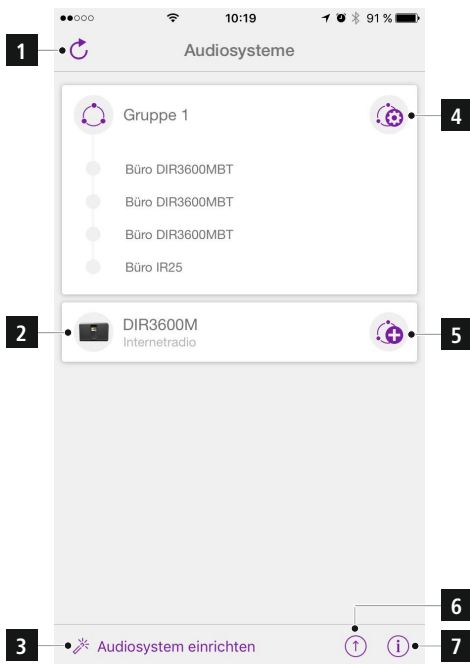 10:19
91 %
1
Audiosysteme
Gruppe 1
4
Büro DIR3600MBT
Büro DIR3600MBT
Büro DIR3600MBT
Büro IR25
2
DIR3600M
Internetradio
5
6
3
Audiosystem einrichten
7